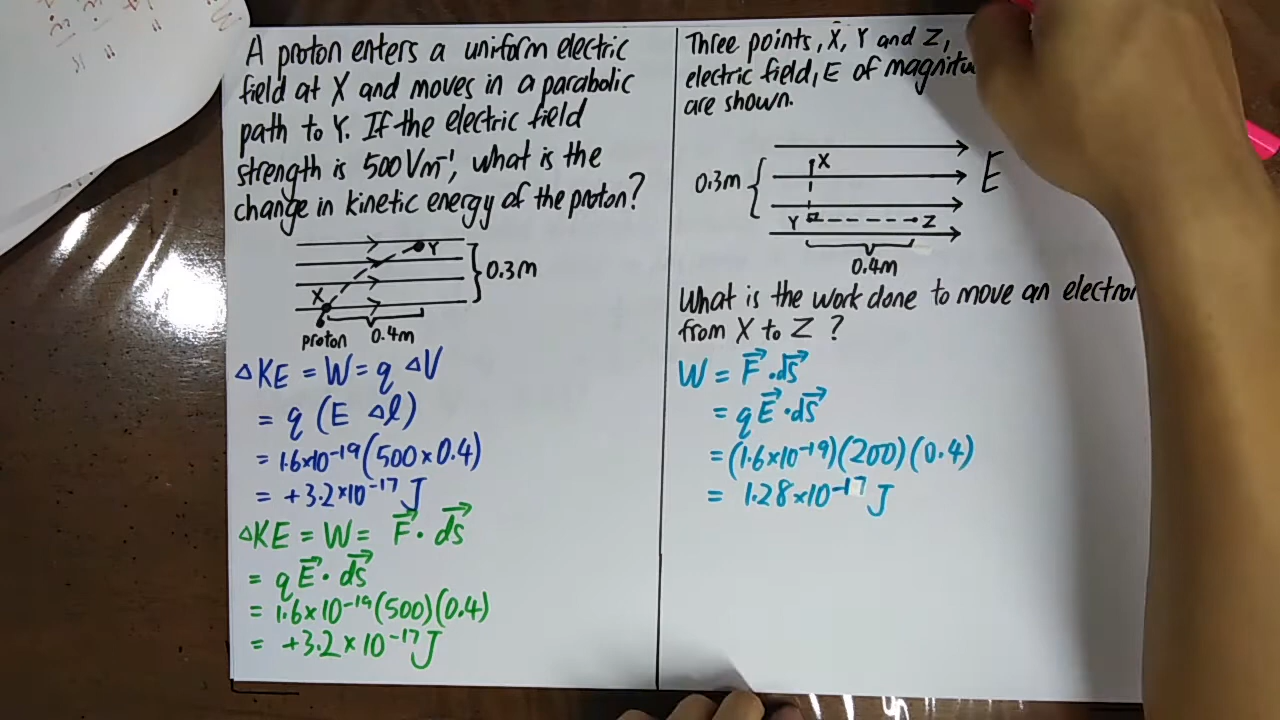 A proton enters a uniform electric
field at X and moves in a parabolic
path to Y. If the electric field
strength is 500 Vm⁻¹, what is the
change in kinetic energy of the proton?
Y
0.3m
X
proton 0.4m
ΔKE = W = q ΔV
= q (E Δl)
= 1.6×10⁻¹⁹(500×0.4)
= +3.2×10⁻¹⁷ J
ΔKE = W = F⃗ · ds⃗
= qE⃗ · ds⃗
= 1.6×10⁻¹⁹(500)(0.4)
= +3.2×10⁻¹⁷ J
Three points, X, Y and Z,
electric field, E of
are shown.
X
0.3m
E
Y
Z
0.4m
What is the work done to move an
from X to Z ?
W = F⃗ · ds⃗
= qE⃗ · ds⃗
= (1.6×10⁻¹⁹)(200)(0.4)
= 1.28×10⁻¹⁷ J